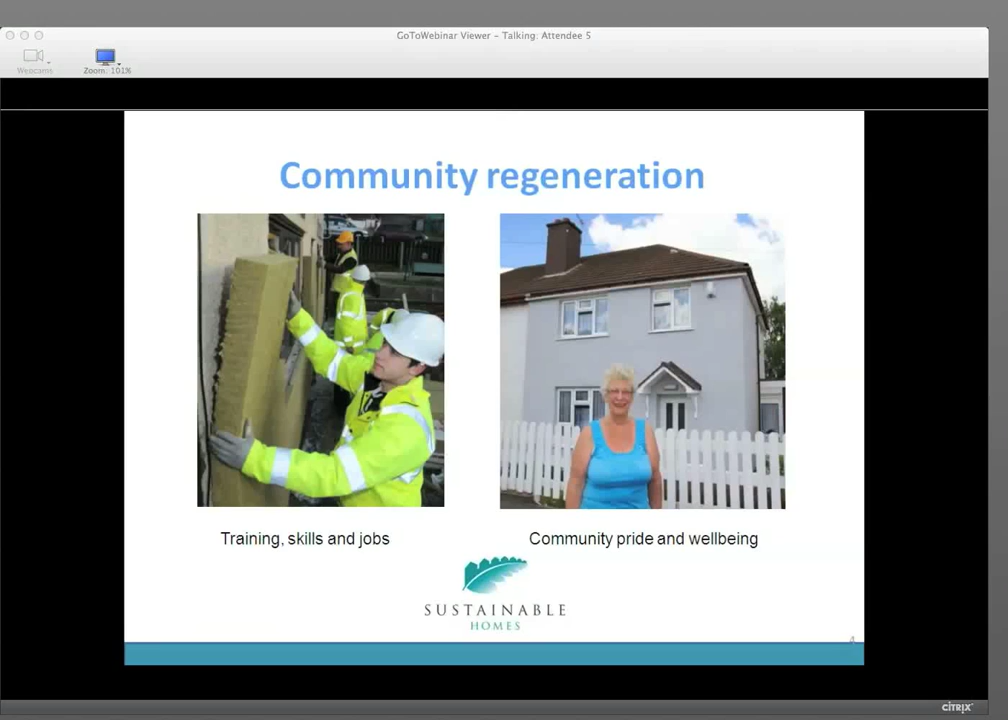 GoToWebinar Viewer – Talking: Attendee 5
Webcams
Zoom: 101%
Community regeneration
Training, skills and jobs
Community pride and wellbeing
SUSTAINABLE
HOMES
4
CITRIX